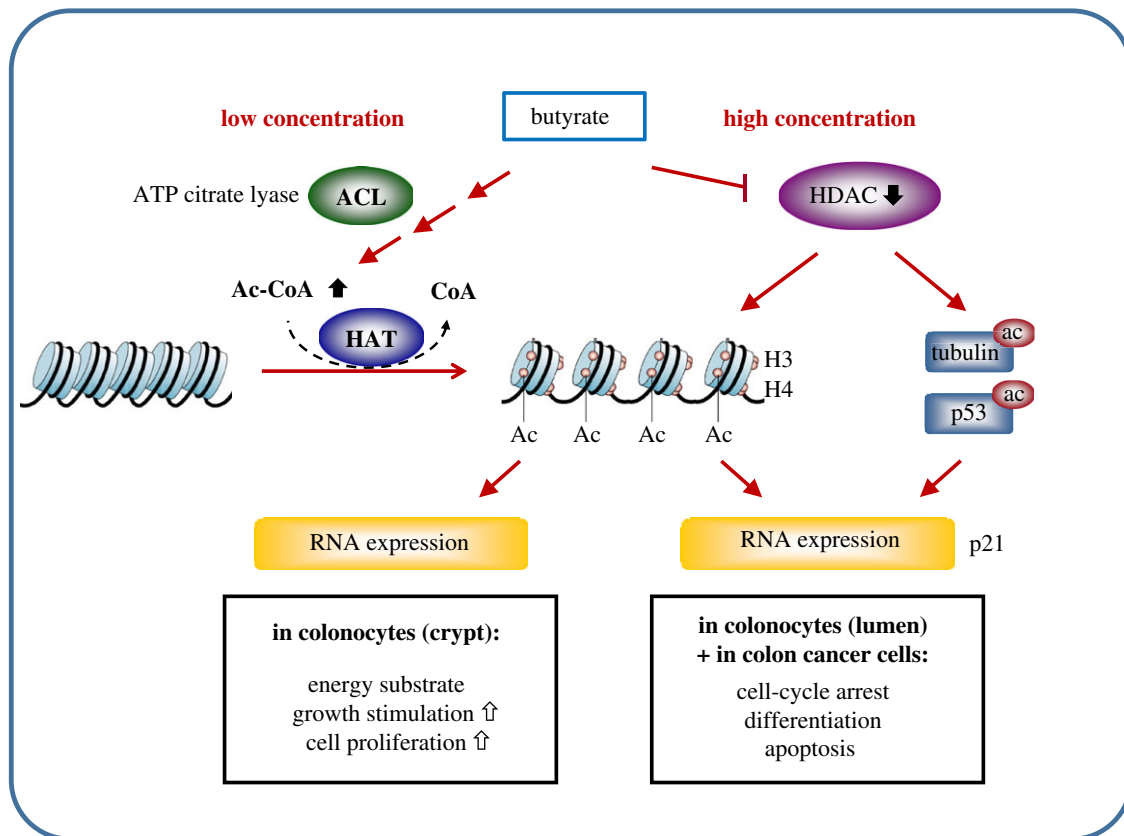 butyrate
low concentration
high concentration
ATP citrate lyase
ACL
HDAC
Ac-CoA
CoA
HAT
H3
H4
Ac Ac Ac Ac
tubulin
ac
p53
ac
RNA expression
RNA expression
p21
in colonocytes (crypt):
energy substrate
growth stimulation
cell proliferation
in colonocytes (lumen)
+ in colon cancer cells:
cell-cycle arrest
differentiation
apoptosis